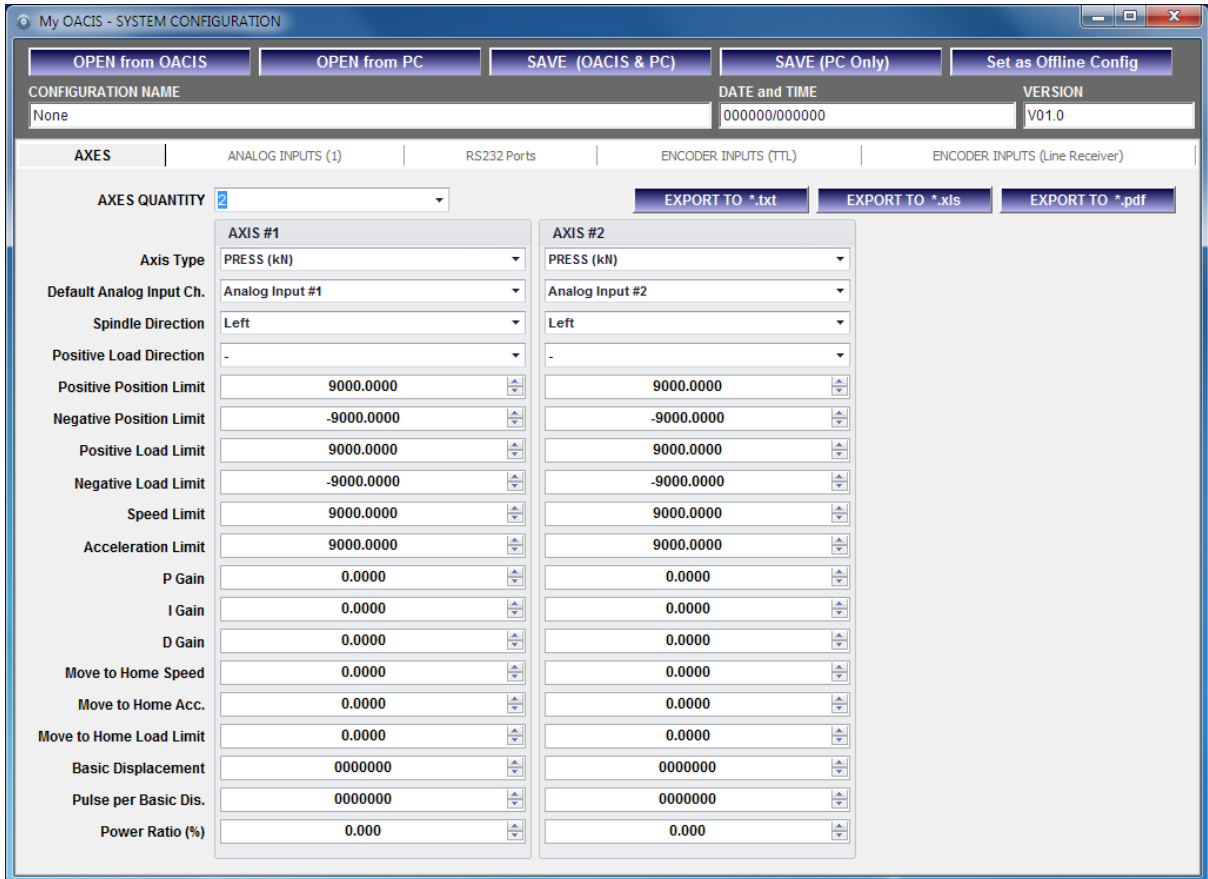 My OACIS - SYSTEM CONFIGURATION
OPEN from OACIS OPEN from PC SAVE (OACIS & PC) SAVE (PC Only) Set as Offline Config
CONFIGURATION NAME DATE and TIME VERSION
None 000000/000000 V01.0
AXES ANALOG INPUTS (1) RS232 Ports ENCODER INPUTS (TTL) ENCODER INPUTS (Line Receiver)
AXES QUANTITY 2 EXPORT TO *.txt EXPORT TO *.xls EXPORT TO *.pdf
AXIS #1 AXIS #2
Axis Type PRESS (kN) PRESS (kN)
Default Analog Input Ch. Analog Input #1 Analog Input #2
Spindle Direction Left Left
Positive Load Direction - -
Positive Position Limit 9000.0000 9000.0000
Negative Position Limit -9000.0000 -9000.0000
Positive Load Limit 9000.0000 9000.0000
Negative Load Limit -9000.0000 -9000.0000
Speed Limit 9000.0000 9000.0000
Acceleration Limit 9000.0000 9000.0000
P Gain 0.0000 0.0000
I Gain 0.0000 0.0000
D Gain 0.0000 0.0000
Move to Home Speed 0.0000 0.0000
Move to Home Acc. 0.0000 0.0000
Move to Home Load Limit 0.0000 0.0000
Basic Displacement 0000000 0000000
Pulse per Basic Dis. 0000000 0000000
Power Ratio (%) 0.000 0.000